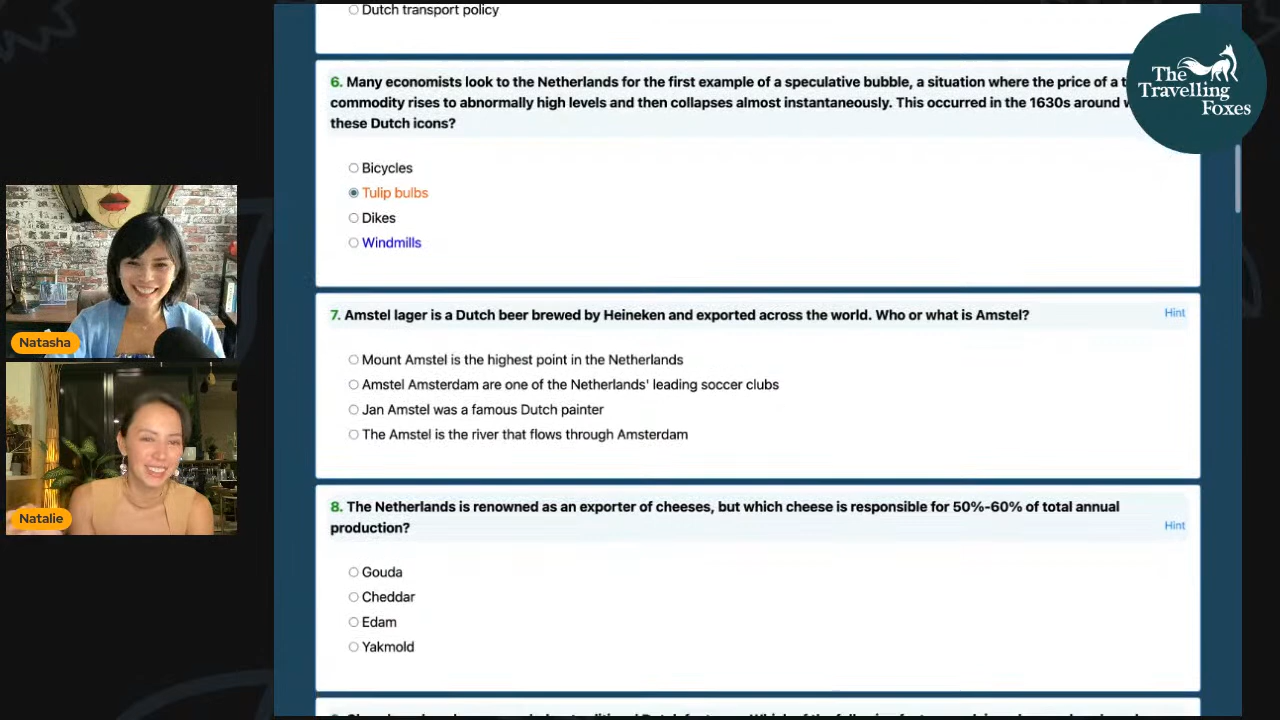 Dutch transport policy
The
Travelling
Foxes
6. Many economists look to the Netherlands for the first example of a speculative bubble, a situation where the price of a
commodity rises to abnormally high levels and then collapses almost instantaneously. This occurred in the 1630s around
these Dutch icons?
Bicycles
Tulip bulbs
Dikes
Windmills
7. Amstel lager is a Dutch beer brewed by Heineken and exported across the world. Who or what is Amstel?
Hint
Mount Amstel is the highest point in the Netherlands
Amstel Amsterdam are one of the Netherlands' leading soccer clubs
Jan Amstel was a famous Dutch painter
The Amstel is the river that flows through Amsterdam
8. The Netherlands is renowned as an exporter of cheeses, but which cheese is responsible for 50%-60% of total annual
production?
Hint
Gouda
Cheddar
Edam
Yakmold
Natasha
Natalie